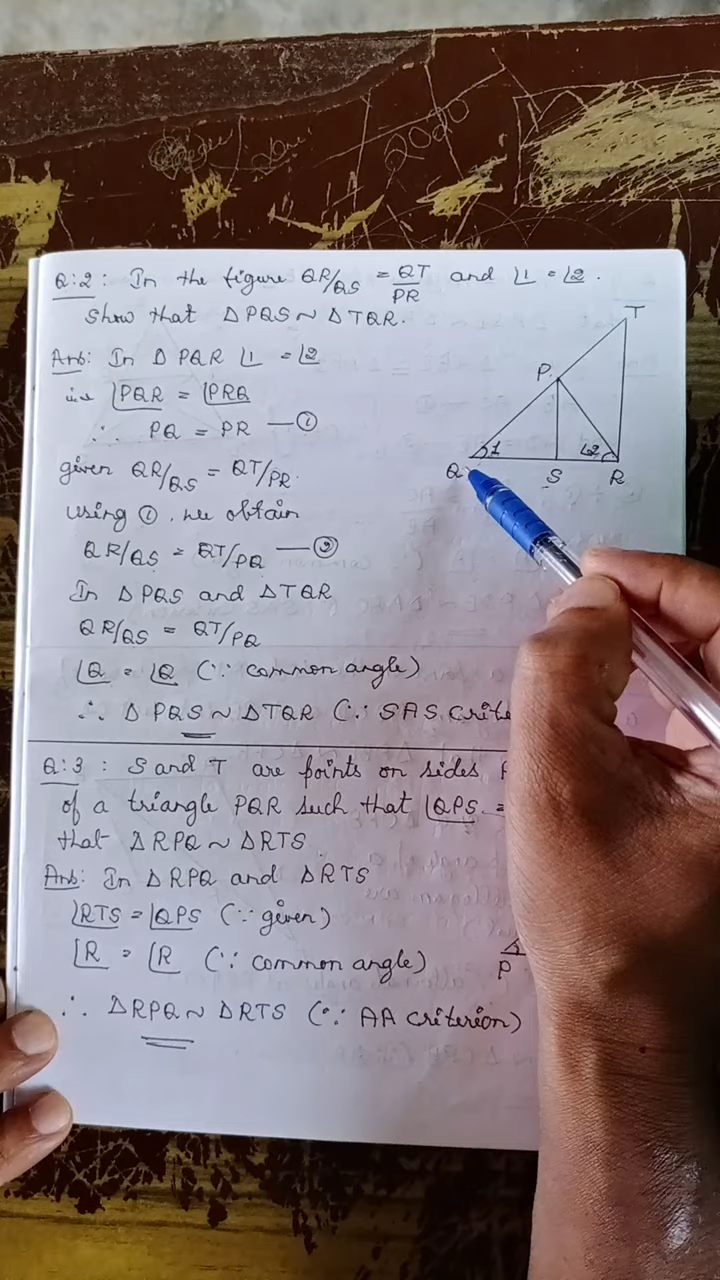 Q:2: In the figure QR/QS = QT/PR and ∠1 = ∠2.
Show that ΔPQS ~ ΔTQR.
Ans: In ΔPQR ∠1 = ∠2
i.e ∠PQR = ∠PRQ
∴ PQ = PR —①
given QR/QS = QT/PR.
using ①, we obtain
QR/QS = QT/PQ —②
In ΔPQS and ΔTQR
QR/QS = QT/PQ
∠Q = ∠Q (∵ common angle)
∴ ΔPQS ~ ΔTQR (∵ SAS crite
T
P
1
∠2
Q
S
R
Q:3: S and T are points on sides
of a triangle PQR such that ∠QPS =
that ΔRPQ ~ ΔRTS
Ans: In ΔRPQ and ΔRTS
∠RTS = ∠QPS (∵ given)
∠R = ∠R (∵ common angle)
∴ ΔRPQ ~ ΔRTS (∵ AA criterion)
P
2020